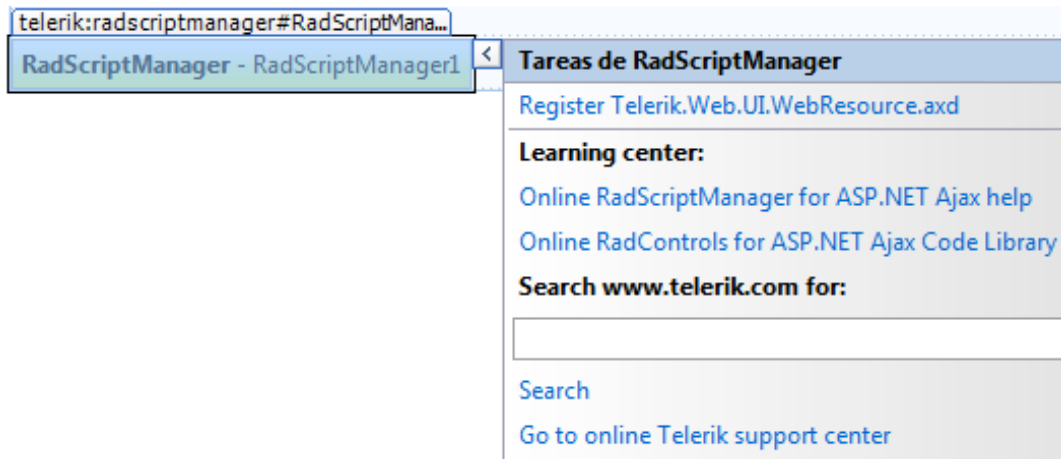 telerik:radscriptmanager#RadScriptMana...
RadScriptManager - RadScriptManager1
Tareas de RadScriptManager
Register Telerik.Web.UI.WebResource.axd
Learning center:
Online RadScriptManager for ASP.NET Ajax help
Online RadControls for ASP.NET Ajax Code Library
Search www.telerik.com for:
Search
Go to online Telerik support center